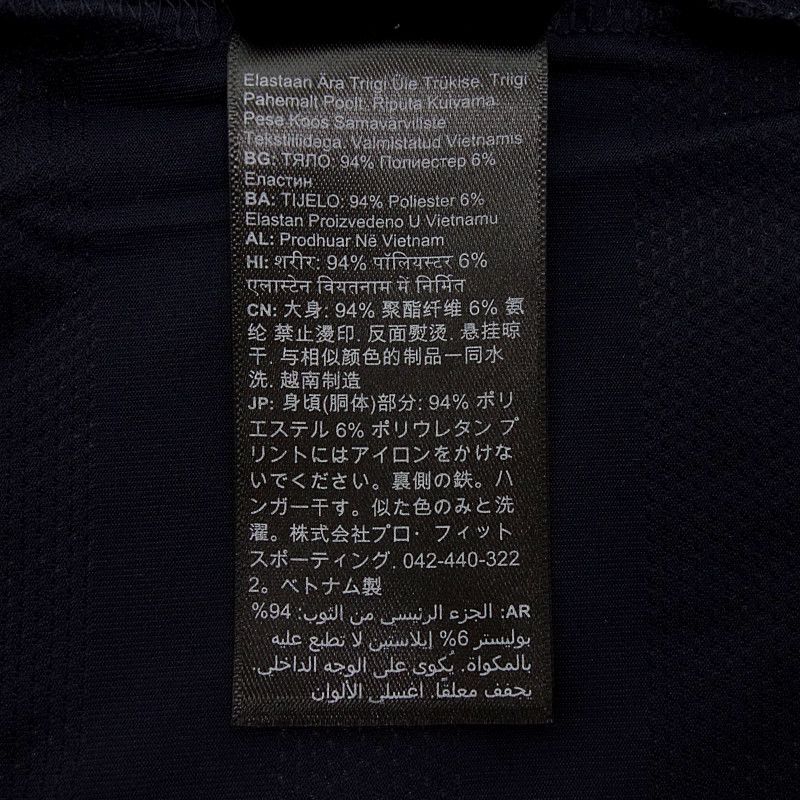 Elastaan Ära Triigi Üle Trükise. Triigi
Pahemalt Poolt. Riputa Kuivama.
Pese Koos Samavärviliste
Tekstiilidega. Valmistatud Vietnamis
BG: ТЯЛО: 94% Полиестер 6%
Еластин
BA: TIJELO: 94% Poliester 6%
Elastan Proizvedeno U Vietnamu
AL: Prodhuar Në Vietnam
HI: शरीर: 94% पॉलियस्टर 6%
एलास्टेन वियतनाम में निर्मित
CN: 大身: 94% 聚酯纤维 6% 氨
纶 禁止燙印. 反面熨烫. 悬挂晾
干. 与相似颜色的制品一同水
洗. 越南制造
JP: 身頃(胴体)部分: 94% ポリ
エステル 6% ポリウレタン プ
リントにはアイロンをかけな
いでください。裏側の鉄。ハ
ンガー干す。似た色のみと洗
濯。株式会社プロ・フィット
スポーティング. 042-440-322
2。ベトナム製
AR: الجزء الرئيسي من الثوب: 94%
بوليستر 6% إيلاستين لا تطبع عليه
بالمكواة. يُكوى على الوجه الداخلي.
يجفف معلقًا. اغسلي الألوان